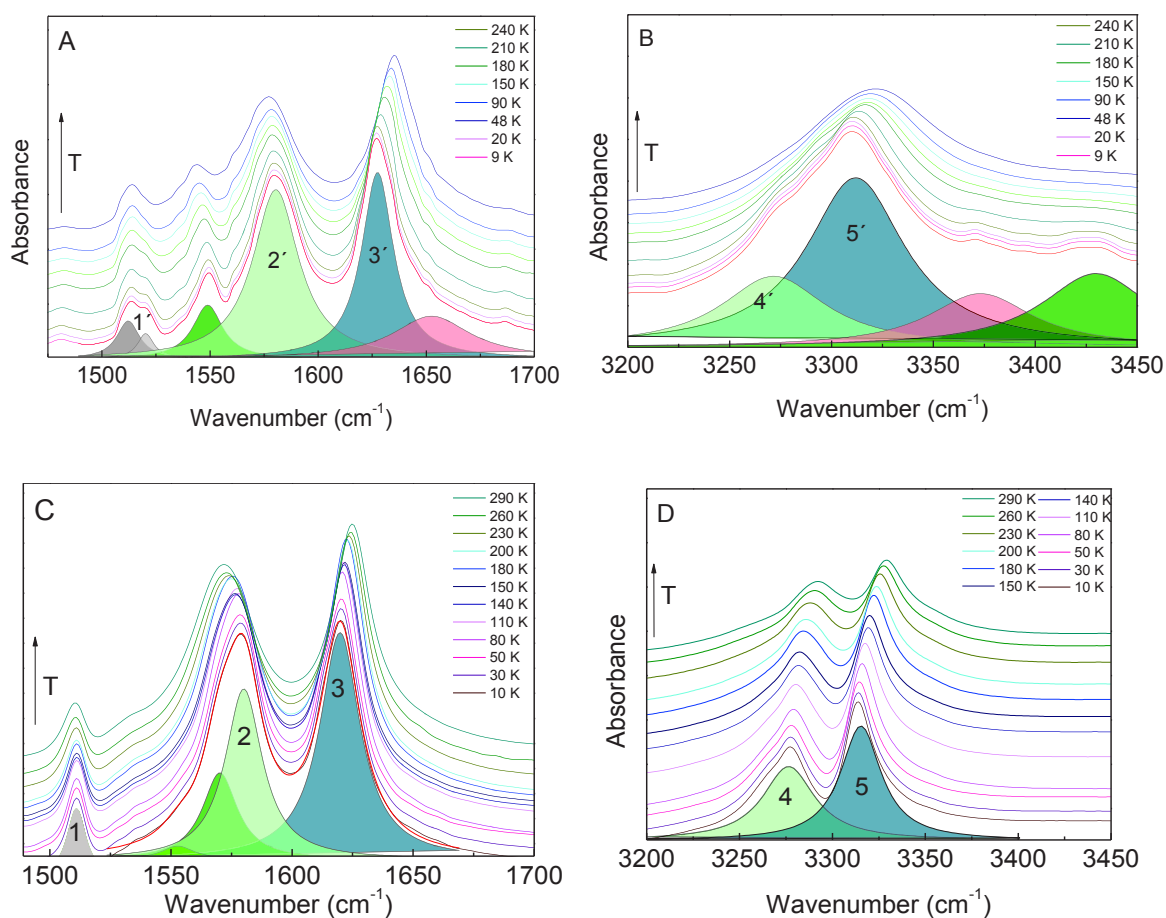 A
240 K
210 K
180 K
150 K
90 K
48 K
20 K
9 K
T
1´
2´
3´
Absorbance
1500 1550 1600 1650 1700
Wavenumber (cm-1)
B
240 K
210 K
180 K
150 K
90 K
48 K
20 K
9 K
T
4´
5´
Absorbance
3200 3250 3300 3350 3400 3450
Wavenumber (cm-1)
C
290 K
260 K
230 K
200 K
180 K
150 K
140 K
110 K
80 K
50 K
30 K
10 K
T
1
2
3
Absorbance
1500 1550 1600 1650 1700
Wavenumber (cm-1)
D
290 K 140 K
260 K 110 K
230 K 80 K
200 K 50 K
180 K 30 K
150 K 10 K
T
4
5
Absorbance
3200 3250 3300 3350 3400 3450
Wavenumber (cm-1)